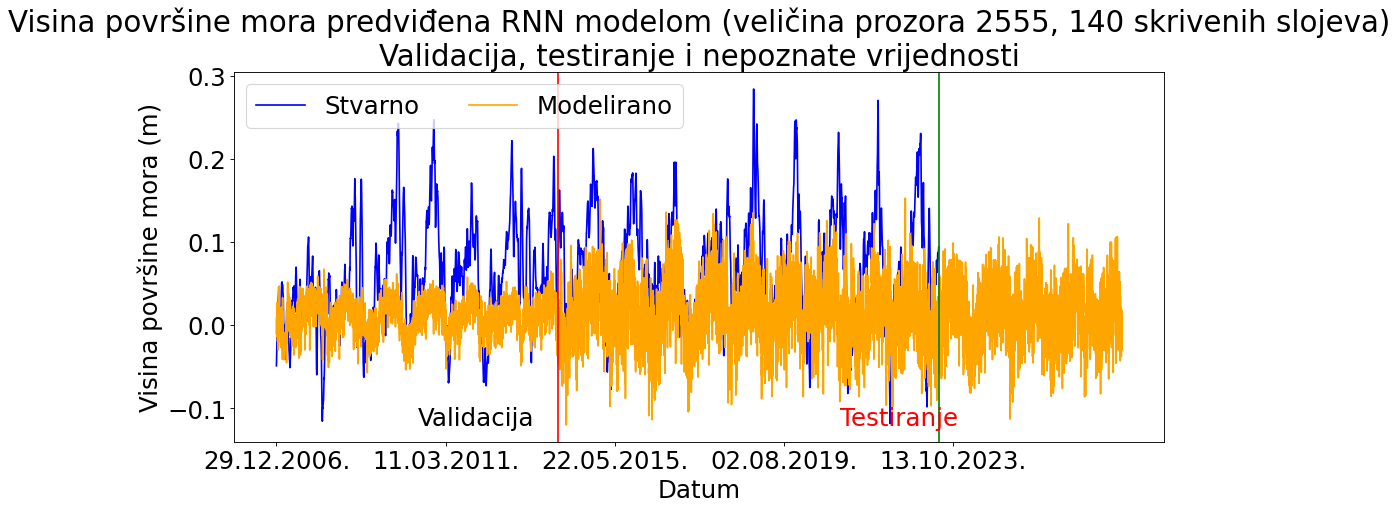 Visina površine mora predviđena RNN modelom (veličina prozora 2555, 140 skrivenih slojeva)
Validacija, testiranje i nepoznate vrijednosti
Stvarno
Modelirano
Visina površine mora (m)
0.3
0.2
0.1
0.0
−0.1
Validacija
Testiranje
29.12.2006.
11.03.2011.
22.05.2015.
02.08.2019.
13.10.2023.
Datum